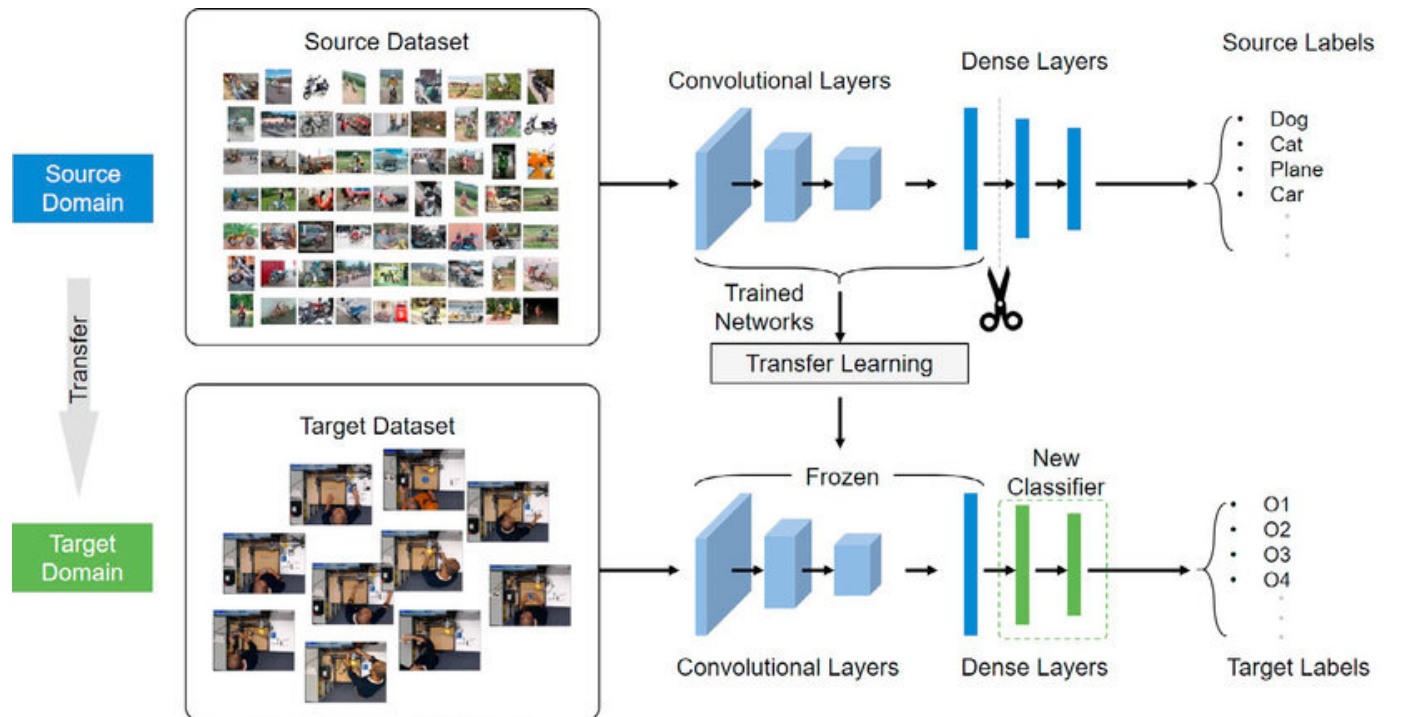 Source Dataset
Convolutional Layers
Dense Layers
Source Labels
• Dog
• Cat
• Plane
• Car
Source
Domain
Trained
Networks
Transfer Learning
Transfer
Target Dataset
Frozen
New
Classifier
Target
Domain
• O1
• O2
• O3
• O4
Convolutional Layers
Dense Layers
Target Labels